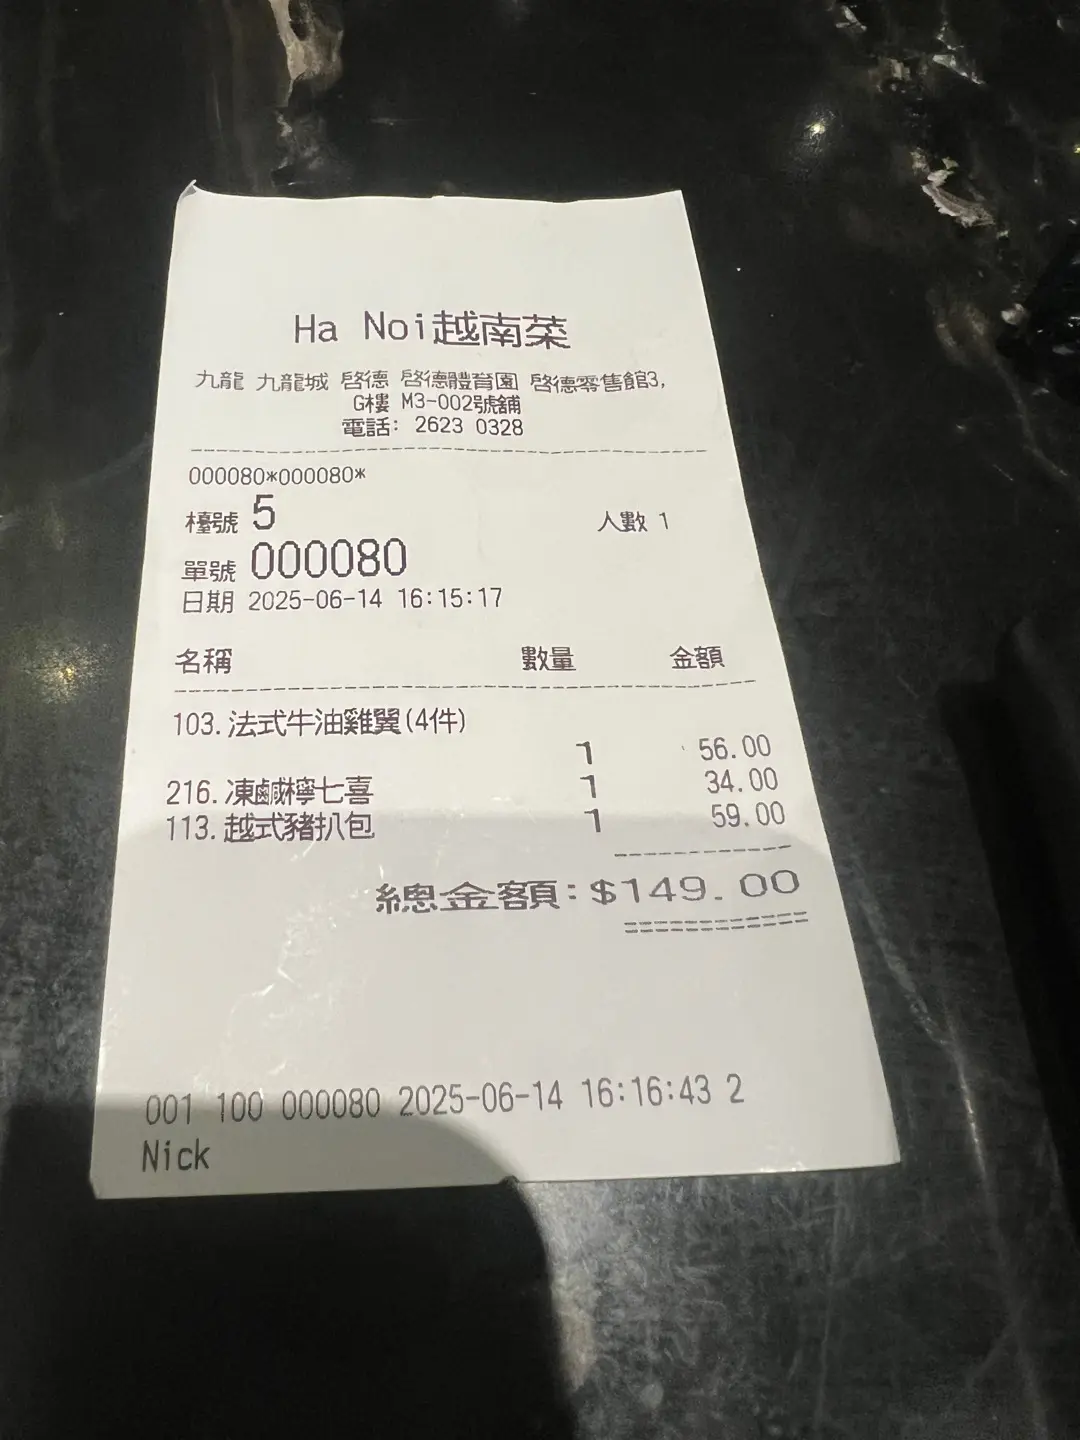 Ha Noi越南菜
九龍 九龍城 啓德 啓德體育園 啓德零售館3,
G樓 M3-002號舖
電話: 2623 0328
000080*000080*
檯號 5 人數 1
單號 000080
日期 2025-06-14 16:15:17
名稱 數量 金額
103.法式牛油雞翼(4件)
1 56.00
216.凍鹹檸七喜 1 34.00
113.越式豬扒包 1 59.00
總金額:$149.00
001 100 000080 2025-06-14 16:16:43 2
Nick